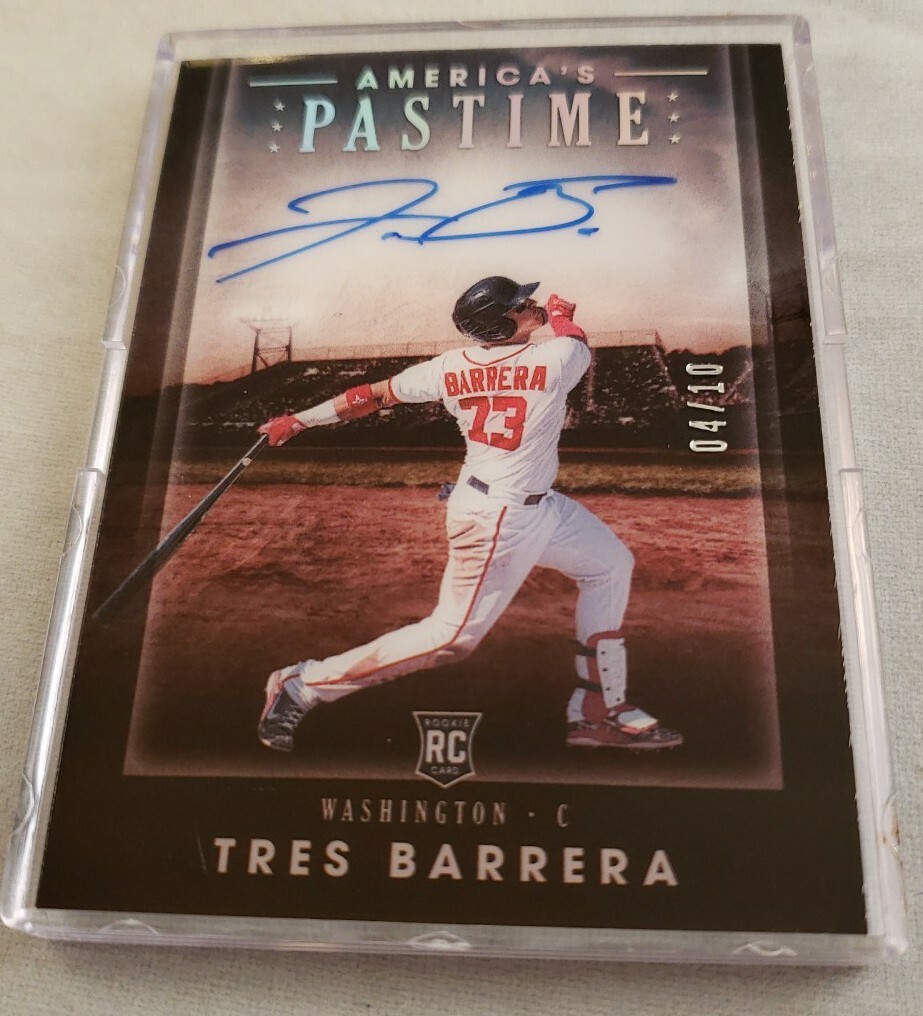 AMERICA'S
PASTIME
BARRERA
73
04/10
ROOKIE
RC
CARD
WASHINGTON · C
TRES BARRERA